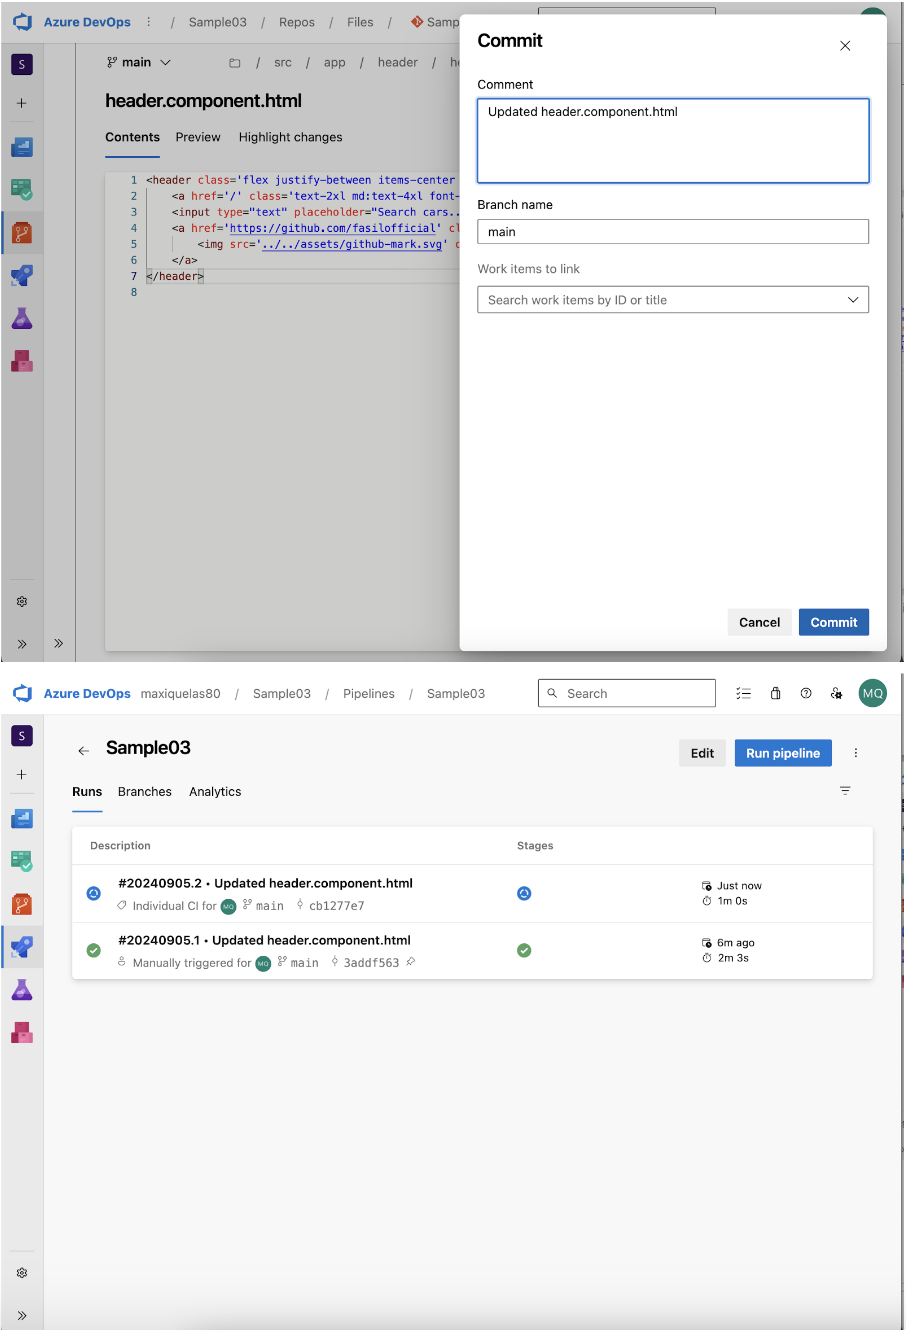 Azure DevOps / Sample03 / Repos / Files / Samp
Commit
S
main / src / app / header / he
Comment
header.component.html
Updated header.component.html
Contents Preview Highlight changes
1 <header class='flex justify-between items-center
2 <a href='/' class='text-2xl md:text-4xl font-
3 <input type="text" placeholder="Search cars..
4 <a href='https://github.com/fasilofficial' cl
5 <img src='../../assets/github-mark.svg' c
6 </a>
7 </header>
8
Branch name
main
Work items to link
Search work items by ID or title
Cancel Commit
Azure DevOps maxiquelas80 / Sample03 / Pipelines / Sample03 Search MQ
S
Sample03
Edit Run pipeline
Runs Branches Analytics
Description Stages
#20240905.2 • Updated header.component.html
Just now
Individual CI for MQ main cb1277e7
1m 0s
#20240905.1 • Updated header.component.html
6m ago
Manually triggered for MQ main 3addf563
2m 3s